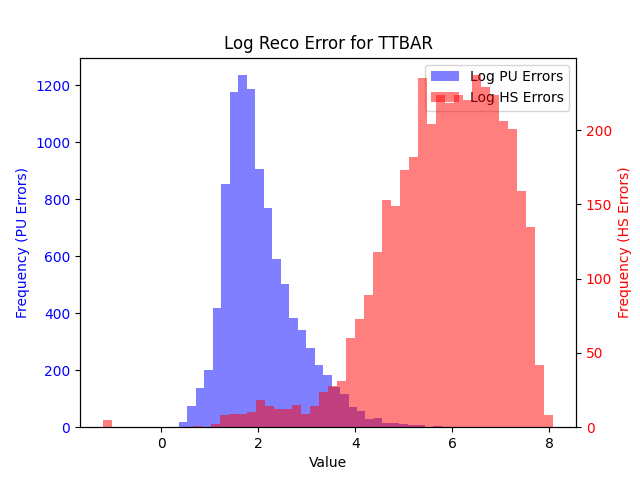 Log Reco Error for TTBAR
Log PU Errors
Log HS Errors
1200
1000
800
600
400
200
0
Frequency (PU Errors)
200
150
100
50
0
Frequency (HS Errors)
0 2 4 6 8
Value